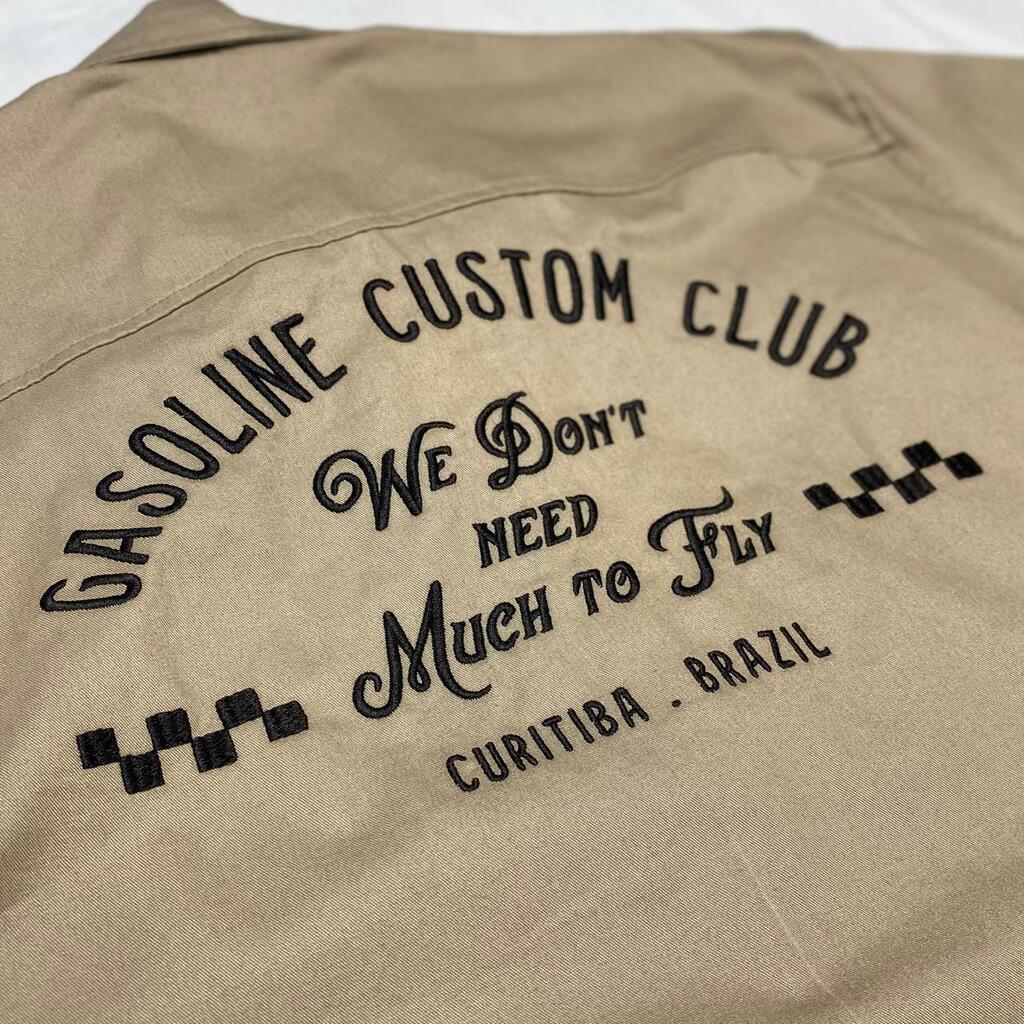 GASOLINE CUSTOM CLUB
WE DON'T
NEED
MUCH TO FLY
CURITIBA . BRAZIL